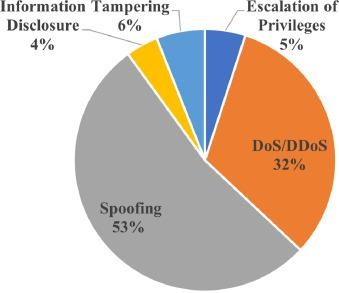 Information
Disclosure
4%
Tampering
6%
Escalation of
Privileges
5%
DoS/DDoS
32%
Spoofing
53%